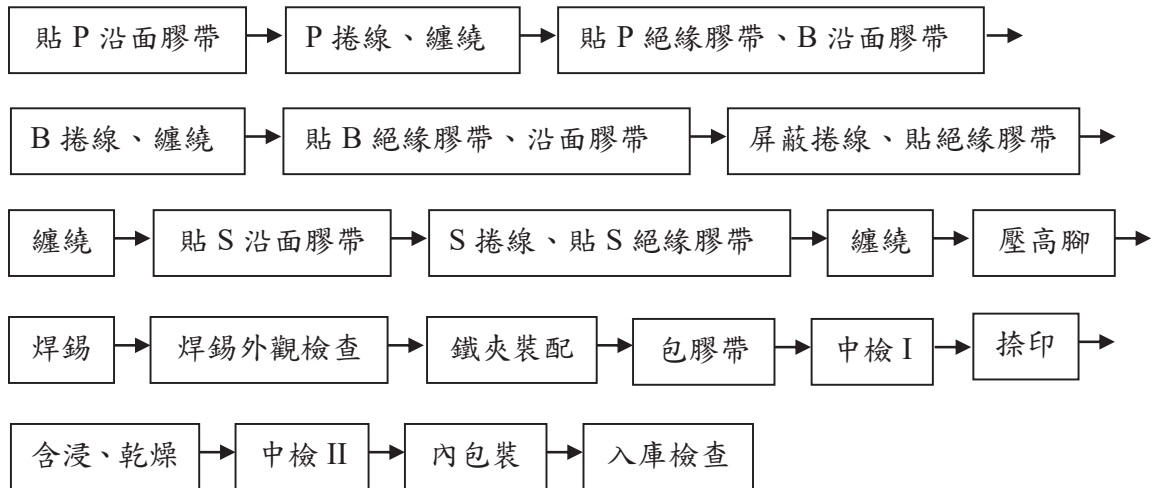 貼 P 沿面膠帶 P 捲線、纏繞 貼 P 絕緣膠帶、B 沿面膠帶
B 捲線、纏繞 貼 B 絕緣膠帶、沿面膠帶 屏蔽捲線、貼絕緣膠帶
纏繞 貼 S 沿面膠帶 S 捲線、貼 S 絕緣膠帶 纏繞 壓高腳
焊錫 焊錫外觀檢查 鐵夾裝配 包膠帶 中檢 I 捺印
含浸、乾燥 中檢 II 內包裝 入庫檢查